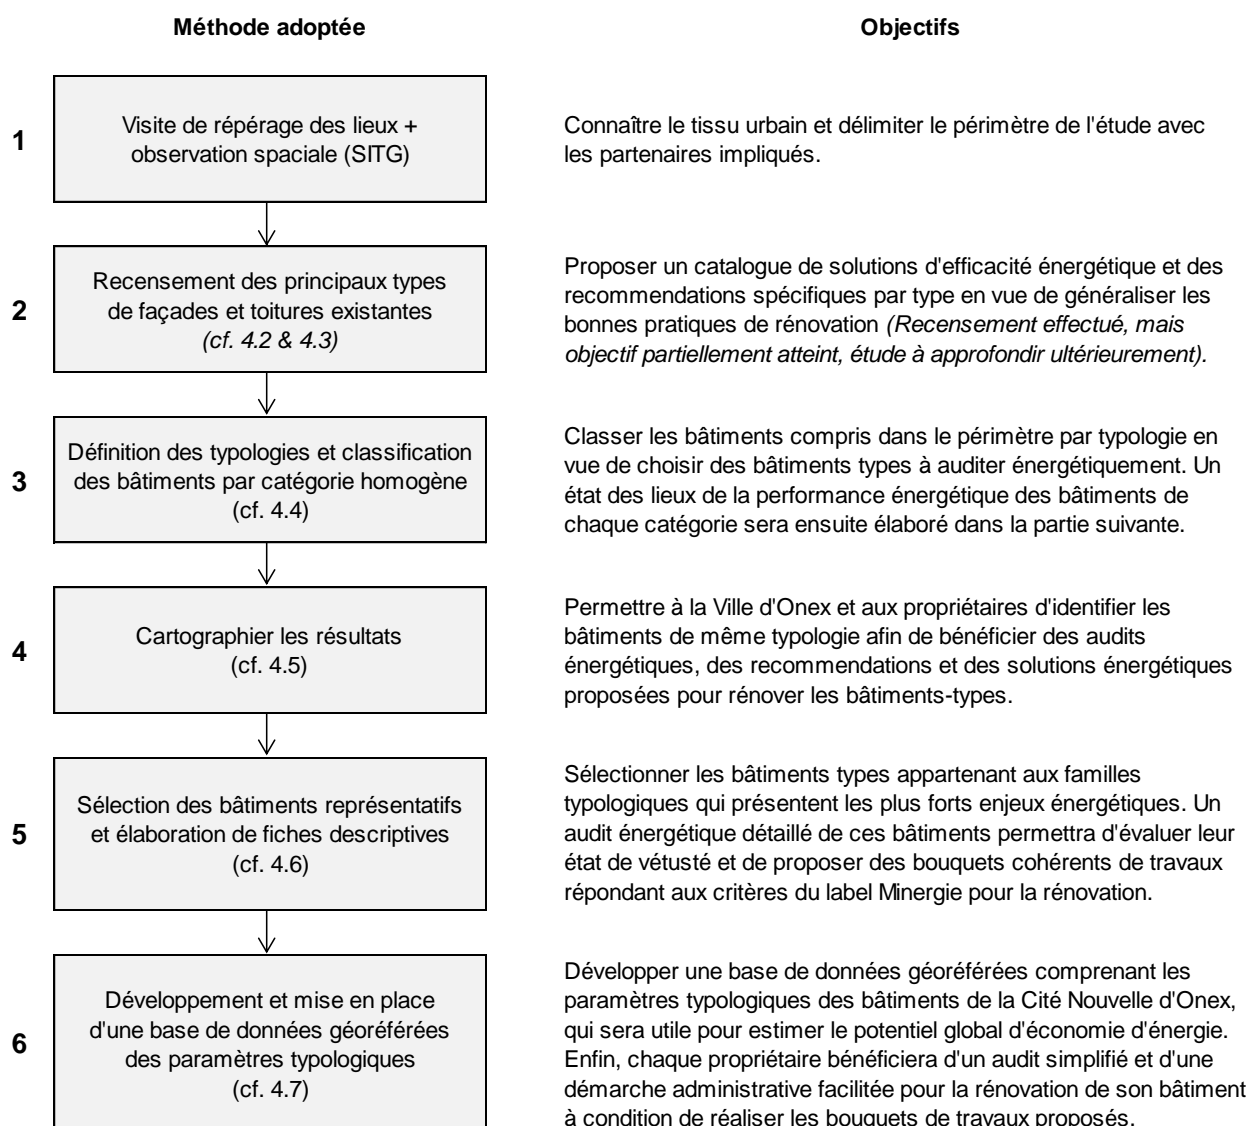 Méthode adoptée
Objectifs
1
Visite de répérage des lieux +
observation spaciale (SITG)
Connaître le tissu urbain et délimiter le périmètre de l'étude avec
les partenaires impliqués.
2
Recensement des principaux types
de façades et toitures existantes
(cf. 4.2 & 4.3)
Proposer un catalogue de solutions d'efficacité énergétique et des
recommendations spécifiques par type en vue de généraliser les
bonnes pratiques de rénovation (Recensement effectué, mais
objectif partiellement atteint, étude à approfondir ultérieurement).
3
Définition des typologies et classification
des bâtiments par catégorie homogène
(cf. 4.4)
Classer les bâtiments compris dans le périmètre par typologie en
vue de choisir des bâtiments types à auditer énergétiquement. Un
état des lieux de la performance énergétique des bâtiments de
chaque catégorie sera ensuite élaboré dans la partie suivante.
4
Cartographier les résultats
(cf. 4.5)
Permettre à la Ville d'Onex et aux propriétaires d'identifier les
bâtiments de même typologie afin de bénéficier des audits
énergétiques, des recommendations et des solutions énergétiques
proposées pour rénover les bâtiments-types.
5
Sélection des bâtiments représentatifs
et élaboration de fiches descriptives
(cf. 4.6)
Sélectionner les bâtiments types appartenant aux familles
typologiques qui présentent les plus forts enjeux énergétiques. Un
audit énergétique détaillé de ces bâtiments permettra d'évaluer leur
état de vétusté et de proposer des bouquets cohérents de travaux
répondant aux critères du label Minergie pour la rénovation.
6
Développement et mise en place
d'une base de données géoréférées
des paramètres typologiques
(cf. 4.7)
Développer une base de données géoréférées comprenant les
paramètres typologiques des bâtiments de la Cité Nouvelle d'Onex,
qui sera utile pour estimer le potentiel global d'économie d'énergie.
Enfin, chaque propriétaire bénéficiera d'un audit simplifié et d'une
démarche administrative facilitée pour la rénovation de son bâtiment
à condition de réaliser les bouquets de travaux proposés.